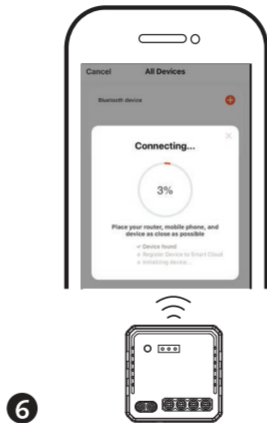 Cancel All Devices
Bluetooth device
Connecting...
3%
Place your router, mobile phone, and
device as close as possible
Device found
Register Device to Smart Cloud
Initializing device...
6